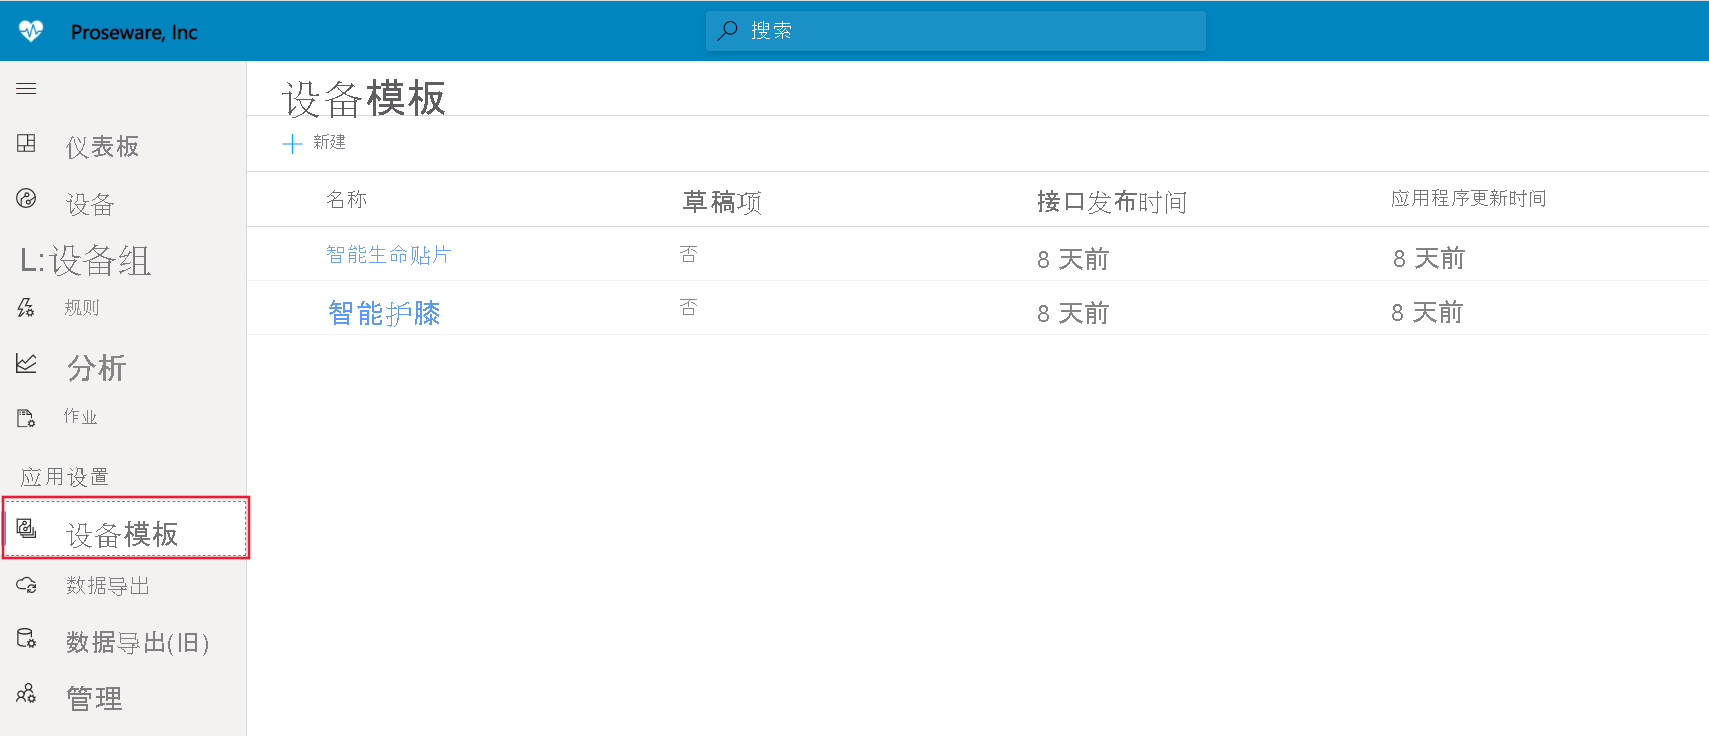 Proseware, Inc
搜索
设备模板
新建
仪表板
设备
L:设备组
规则
分析
作业
应用设置
设备模板
数据导出
数据导出(旧)
管理
名称 草稿项 接口发布时间 应用程序更新时间
智能生命贴片 否 8 天前 8 天前
智能护膝 否 8 天前 8 天前